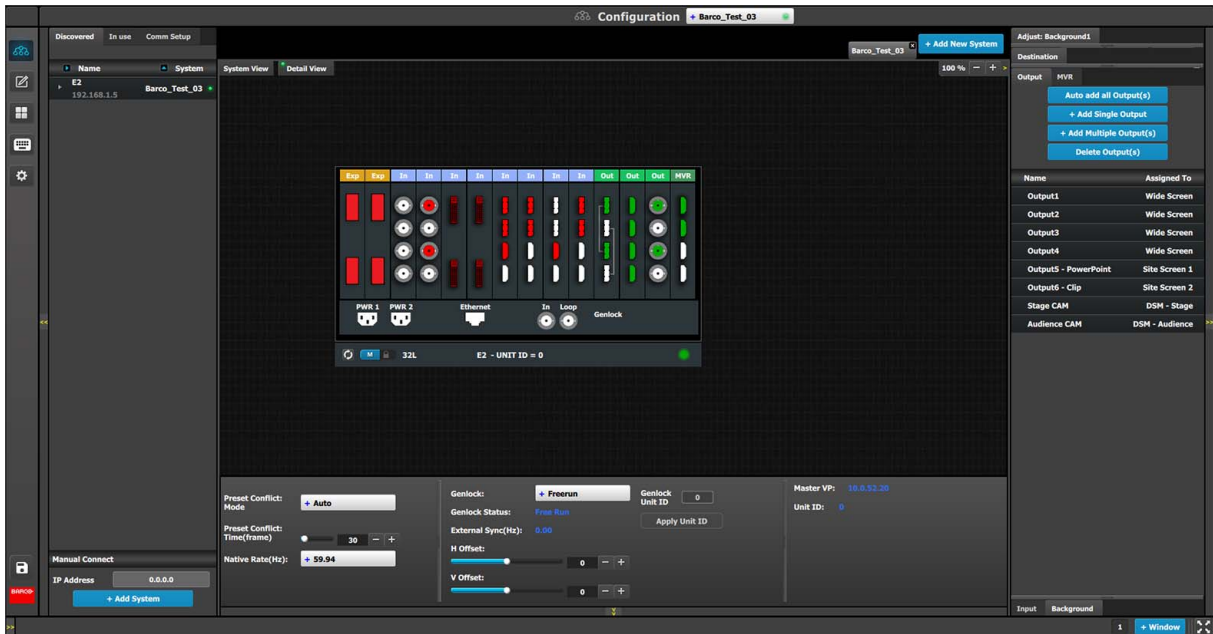 Configuration + Barco_Test_03
Discovered In use Comm Setup
Name System
E2 Barco_Test_03
192.168.1.5
Barco_Test_03 x + Add New System
System View Detail View 100 % − + >
Exp Exp In In In In In In In In Out Out Out MVR
PWR 1 PWR 2 Ethernet In Loop Genlock
M 32L E2 - UNIT ID = 0
Adjust: Background1
Destination
Output MVR
Auto add all Output(s)
+ Add Single Output
+ Add Multiple Output(s)
Delete Output(s)
Name Assigned To
Output1 Wide Screen
Output2 Wide Screen
Output3 Wide Screen
Output4 Wide Screen
Output5 - PowerPoint Site Screen 1
Output6 - Clip Site Screen 2
Stage CAM DSM - Stage
Audience CAM DSM - Audience
<<
>>
Preset Conflict: Mode + Auto
Preset Conflict: Time(frame) 30 − +
Native Rate(Hz): + 59.94
Genlock: + Freerun
Genlock Status: Free Run
External Sync(Hz): 0.00
H Offset: 0 − +
V Offset: 0 − +
Genlock Unit ID 0
Apply Unit ID
Master VP: 10.0.52.20
Unit ID: 0
Manual Connect
IP Address 0.0.0.0
+ Add System
BARCO
Input Background
>> 1 + Window